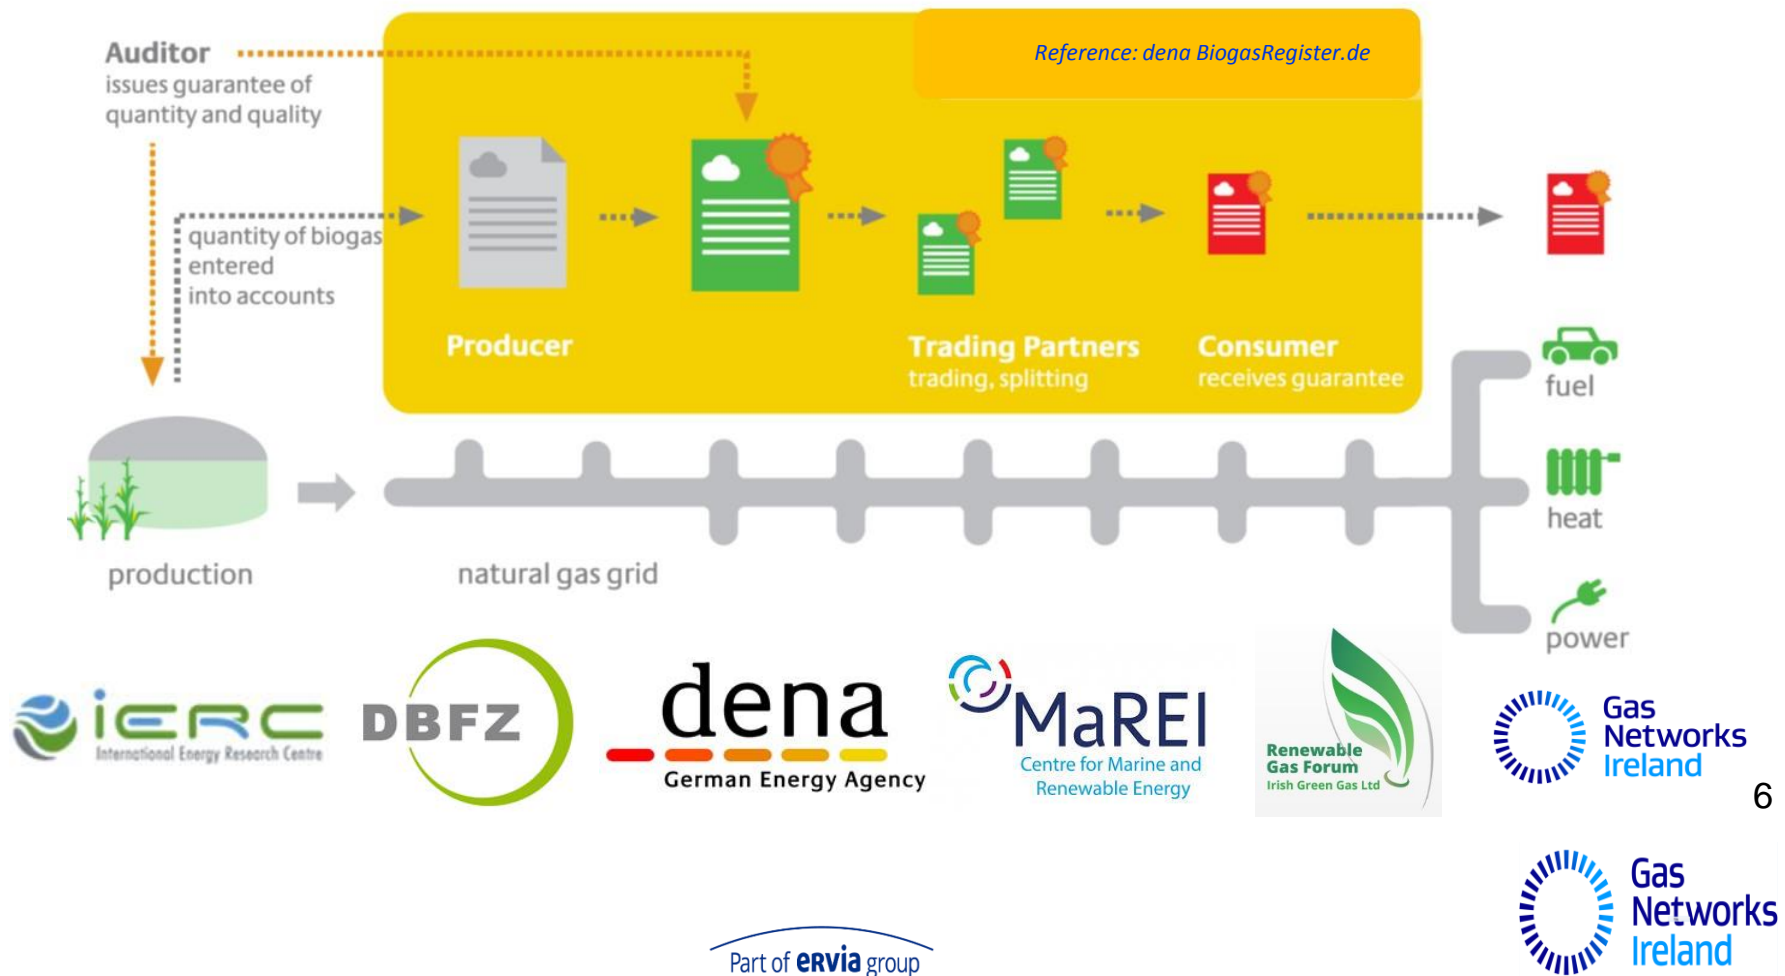 Auditor
issues guarantee of
quantity and quality
Reference: dena BiogasRegister.de
quantity of biogas
entered
into accounts
Producer
Trading Partners
trading, splitting
Consumer
receives guarantee
fuel
heat
power
production
natural gas grid
iERC
International Energy Research Centre
DBFZ
dena
German Energy Agency
MaREI
Centre for Marine and
Renewable Energy
Renewable
Gas Forum
Irish Green Gas Ltd
Gas
Networks
Ireland
6
Gas
Networks
Ireland
Part of ervia group